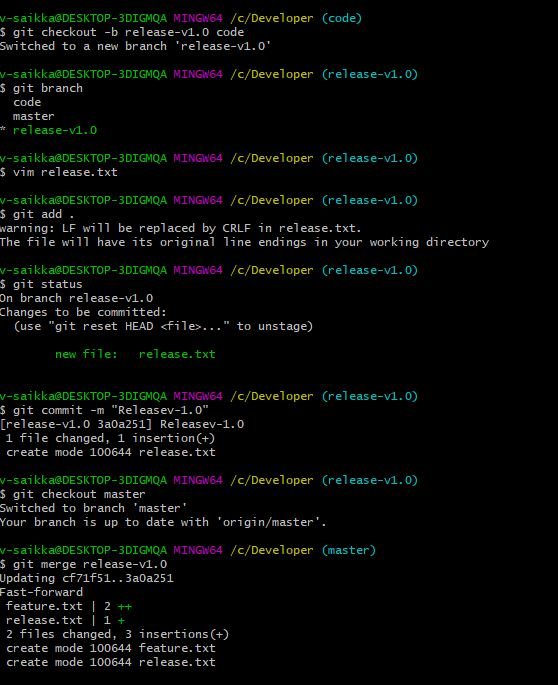 v-saikka@DESKTOP-3DIGMQA MINGW64 /c/Developer (code)
$ git checkout -b release-v1.0 code
Switched to a new branch 'release-v1.0'
v-saikka@DESKTOP-3DIGMQA MINGW64 /c/Developer (release-v1.0)
$ git branch
  code
  master
* release-v1.0
v-saikka@DESKTOP-3DIGMQA MINGW64 /c/Developer (release-v1.0)
$ vim release.txt
v-saikka@DESKTOP-3DIGMQA MINGW64 /c/Developer (release-v1.0)
$ git add .
warning: LF will be replaced by CRLF in release.txt.
The file will have its original line endings in your working directory
v-saikka@DESKTOP-3DIGMQA MINGW64 /c/Developer (release-v1.0)
$ git status
On branch release-v1.0
Changes to be committed:
  (use "git reset HEAD <file>..." to unstage)
        new file:   release.txt
v-saikka@DESKTOP-3DIGMQA MINGW64 /c/Developer (release-v1.0)
$ git commit -m "Releasev-1.0"
[release-v1.0 3a0a251] Releasev-1.0
 1 file changed, 1 insertion(+)
 create mode 100644 release.txt
v-saikka@DESKTOP-3DIGMQA MINGW64 /c/Developer (release-v1.0)
$ git checkout master
Switched to branch 'master'
Your branch is up to date with 'origin/master'.
v-saikka@DESKTOP-3DIGMQA MINGW64 /c/Developer (master)
$ git merge release-v1.0
Updating cf71f51..3a0a251
Fast-forward
 feature.txt | 2 ++
 release.txt | 1 +
 2 files changed, 3 insertions(+)
 create mode 100644 feature.txt
 create mode 100644 release.txt